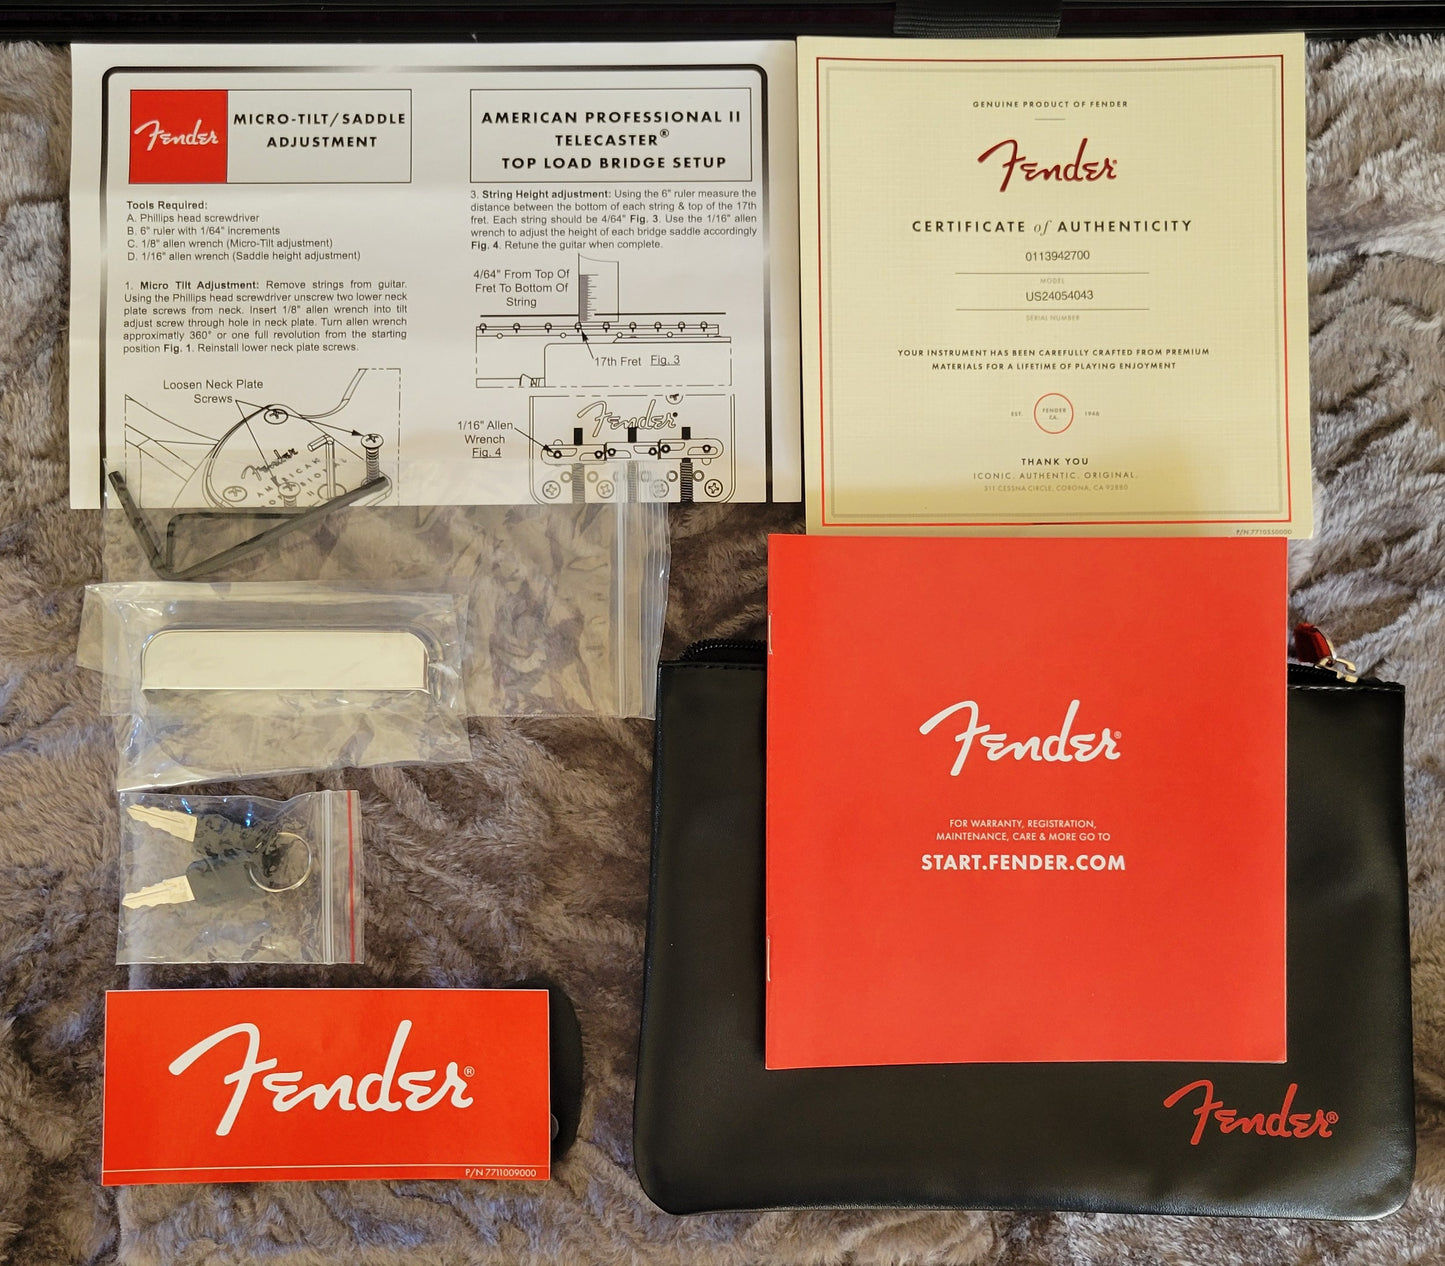 Fender
MICRO-TILT/SADDLE
ADJUSTMENT
Tools Required:
A. Phillips head screwdriver
B. 6" ruler with 1/64" increments
C. 1/8" allen wrench (Micro-Tilt adjustment)
D. 1/16" allen wrench (Saddle height adjustment)
1. Micro Tilt Adjustment: Remove strings from guitar.
Using the Phillips head screwdriver unscrew two lower neck
plate screws from neck. Insert 1/8" allen wrench into tilt
adjust screw through hole in neck plate. Turn allen wrench
approximatly 360° or one full revolution from the starting
position Fig. 1. Reinstall lower neck plate screws.
Loosen Neck Plate
Screws
Fender
AMERICAN
PROFESSIONAL
II
AMERICAN PROFESSIONAL II
TELECASTER®
TOP LOAD BRIDGE SETUP
3. String Height adjustment: Using the 6" ruler measure the
distance between the bottom of each string & top of the 17th
fret. Each string should be 4/64" Fig. 3. Use the 1/16" allen
wrench to adjust the height of each bridge saddle accordingly
Fig. 4. Retune the guitar when complete.
4/64" From Top Of
Fret To Bottom Of
String
17th Fret Fig. 3
1/16" Allen
Wrench
Fig. 4
Fender®
GENUINE PRODUCT OF FENDER
Fender®
CERTIFICATE of AUTHENTICITY
0113942700
MODEL
US24054043
SERIAL NUMBER
YOUR INSTRUMENT HAS BEEN CAREFULLY CRAFTED FROM PREMIUM
MATERIALS FOR A LIFETIME OF PLAYING ENJOYMENT
EST. FENDER CA. 1946
THANK YOU
ICONIC. AUTHENTIC. ORIGINAL.
311 CESSNA CIRCLE, CORONA, CA 92880
P/N 7710550000
Fender®
FOR WARRANTY, REGISTRATION,
MAINTENANCE, CARE & MORE GO TO
START.FENDER.COM
Fender®
P/N 7711009000
Fender®